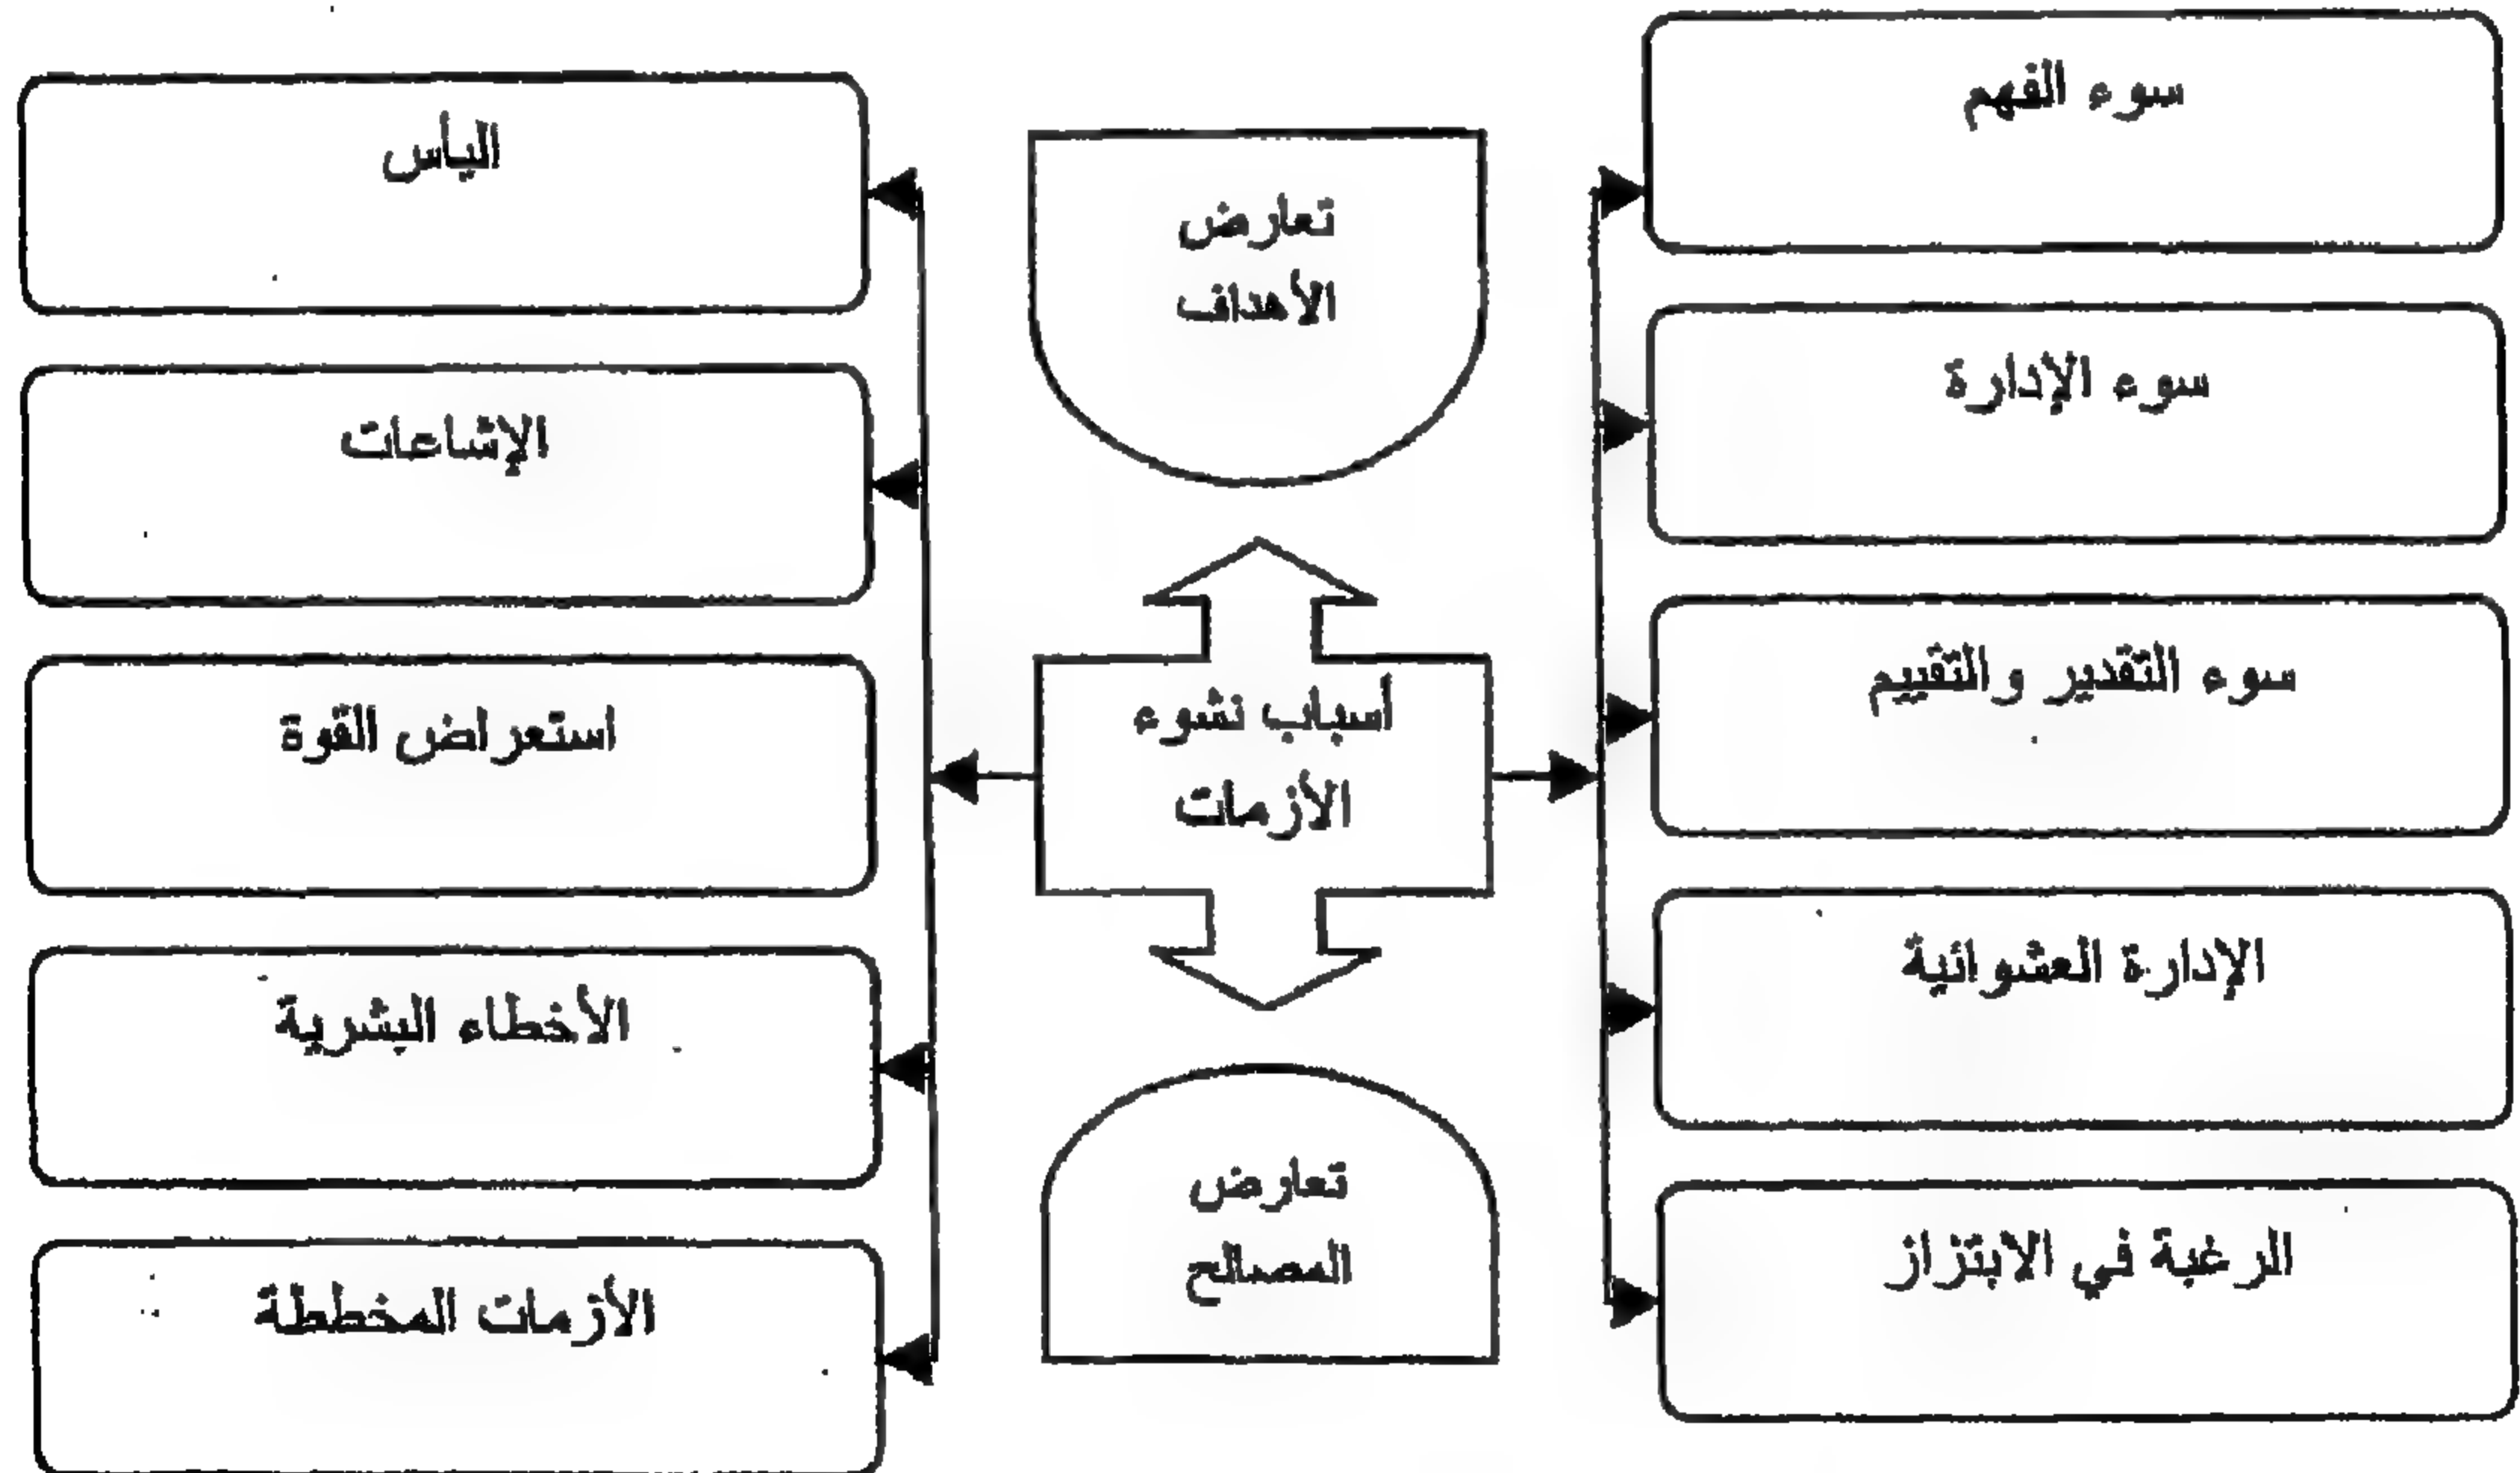 سوء الفهم
سوء الإدارة
سوء التقدير والتقييم
الإدارة العشوائية
الرغبة في الابتزاز
تعارض
الأهداف
أسباب نشوء
الأزمات
تعارض
المصالح
اليأس
الإشاعات
استعراض القوة
الأخطاء البشرية
الأزمات المخططة